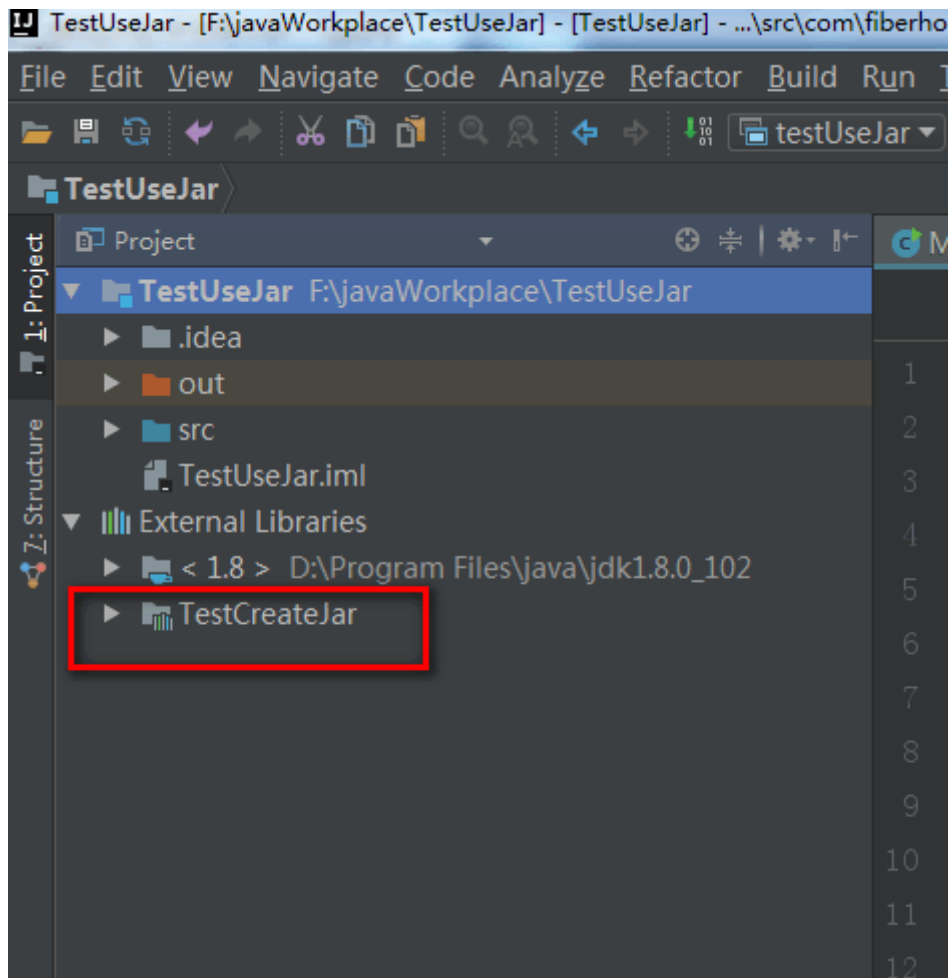 TestUseJar - [F:\javaWorkplace\TestUseJar] - [TestUseJar] - ...\src\com\fiberho
File Edit View Navigate Code Analyze Refactor Build Run
testUseJar
TestUseJar
1: Project
7: Structure
Project
TestUseJar F:\javaWorkplace\TestUseJar
.idea
out
src
TestUseJar.iml
External Libraries
< 1.8 > D:\Program Files\java\jdk1.8.0_102
TestCreateJar
1
2
3
4
5
6
7
8
9
10
11
12